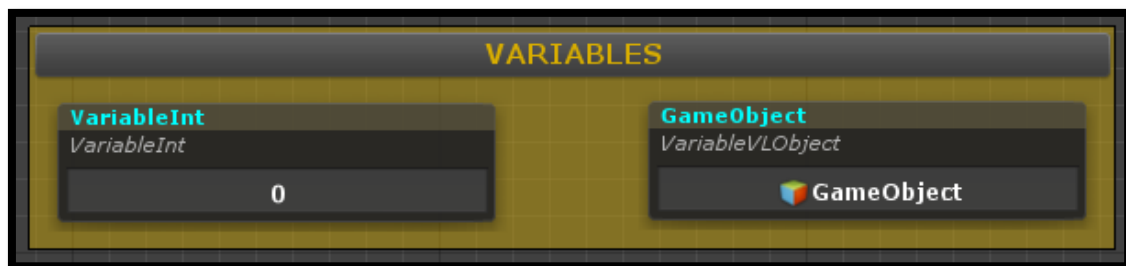 VARIABLES
VariableInt
VariableInt
0
GameObject
VariableVLObject
GameObject